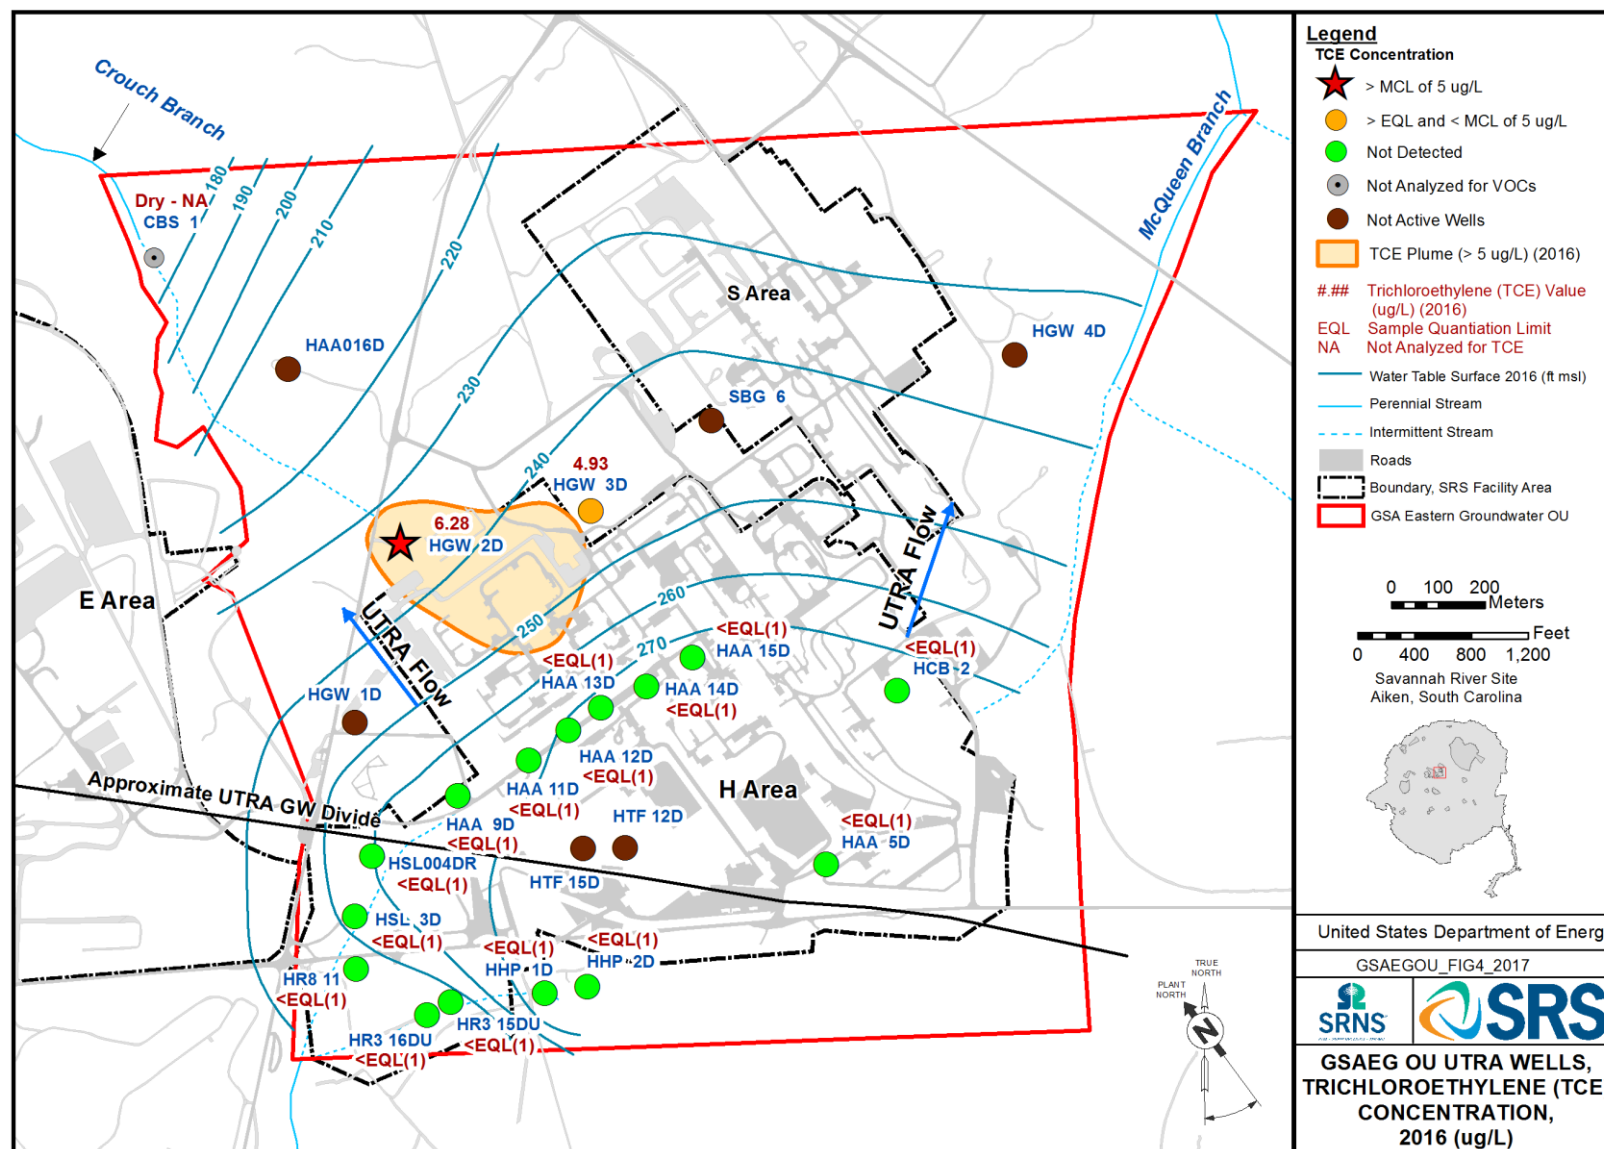 Crouch Branch
McQueen Branch
Dry - NA
CBS 1
180
190
200
210
220
230
240
250
260
270
HAA016D
S Area
HGW 4D
SBG 6
4.93
HGW 3D
6.28
HGW 2D
E Area
UTRA Flow
UTRA Flow
HGW 1D
<EQL(1)
HAA 15D
<EQL(1)
HAA 13D
<EQL(1)
HCB 2
HAA 14D
<EQL(1)
HAA 12D
<EQL(1)
HAA 11D
<EQL(1)
H Area
Approximate UTRA GW Divide
HAA 9D
<EQL(1)
HTF 12D
HTF 15D
<EQL(1)
HAA 5D
HSL004DR
<EQL(1)
HSL 3D
<EQL(1)
<EQL(1)
HHP 1D
<EQL(1)
HHP 2D
HR8 11
<EQL(1)
HR3 15DU
<EQL(1)
HR3 16DU
<EQL(1)
TRUE
NORTH
PLANT
NORTH
N
Legend
TCE Concentration
> MCL of 5 ug/L
> EQL and < MCL of 5 ug/L
Not Detected
Not Analyzed for VOCs
Not Active Wells
TCE Plume (> 5 ug/L) (2016)
#.## Trichloroethylene (TCE) Value
(ug/L) (2016)
EQL Sample Quantiation Limit
NA Not Analyzed for TCE
Water Table Surface 2016 (ft msl)
Perennial Stream
Intermittent Stream
Roads
Boundary, SRS Facility Area
GSA Eastern Groundwater OU
0 100 200
Meters
Feet
0 400 800 1,200
Savannah River Site
Aiken, South Carolina
United States Department of Energ
GSAEGOU_FIG4_2017
SRNS
SRS
GSAEG OU UTRA WELLS,
TRICHLOROETHYLENE (TCE
CONCENTRATION,
2016 (ug/L)